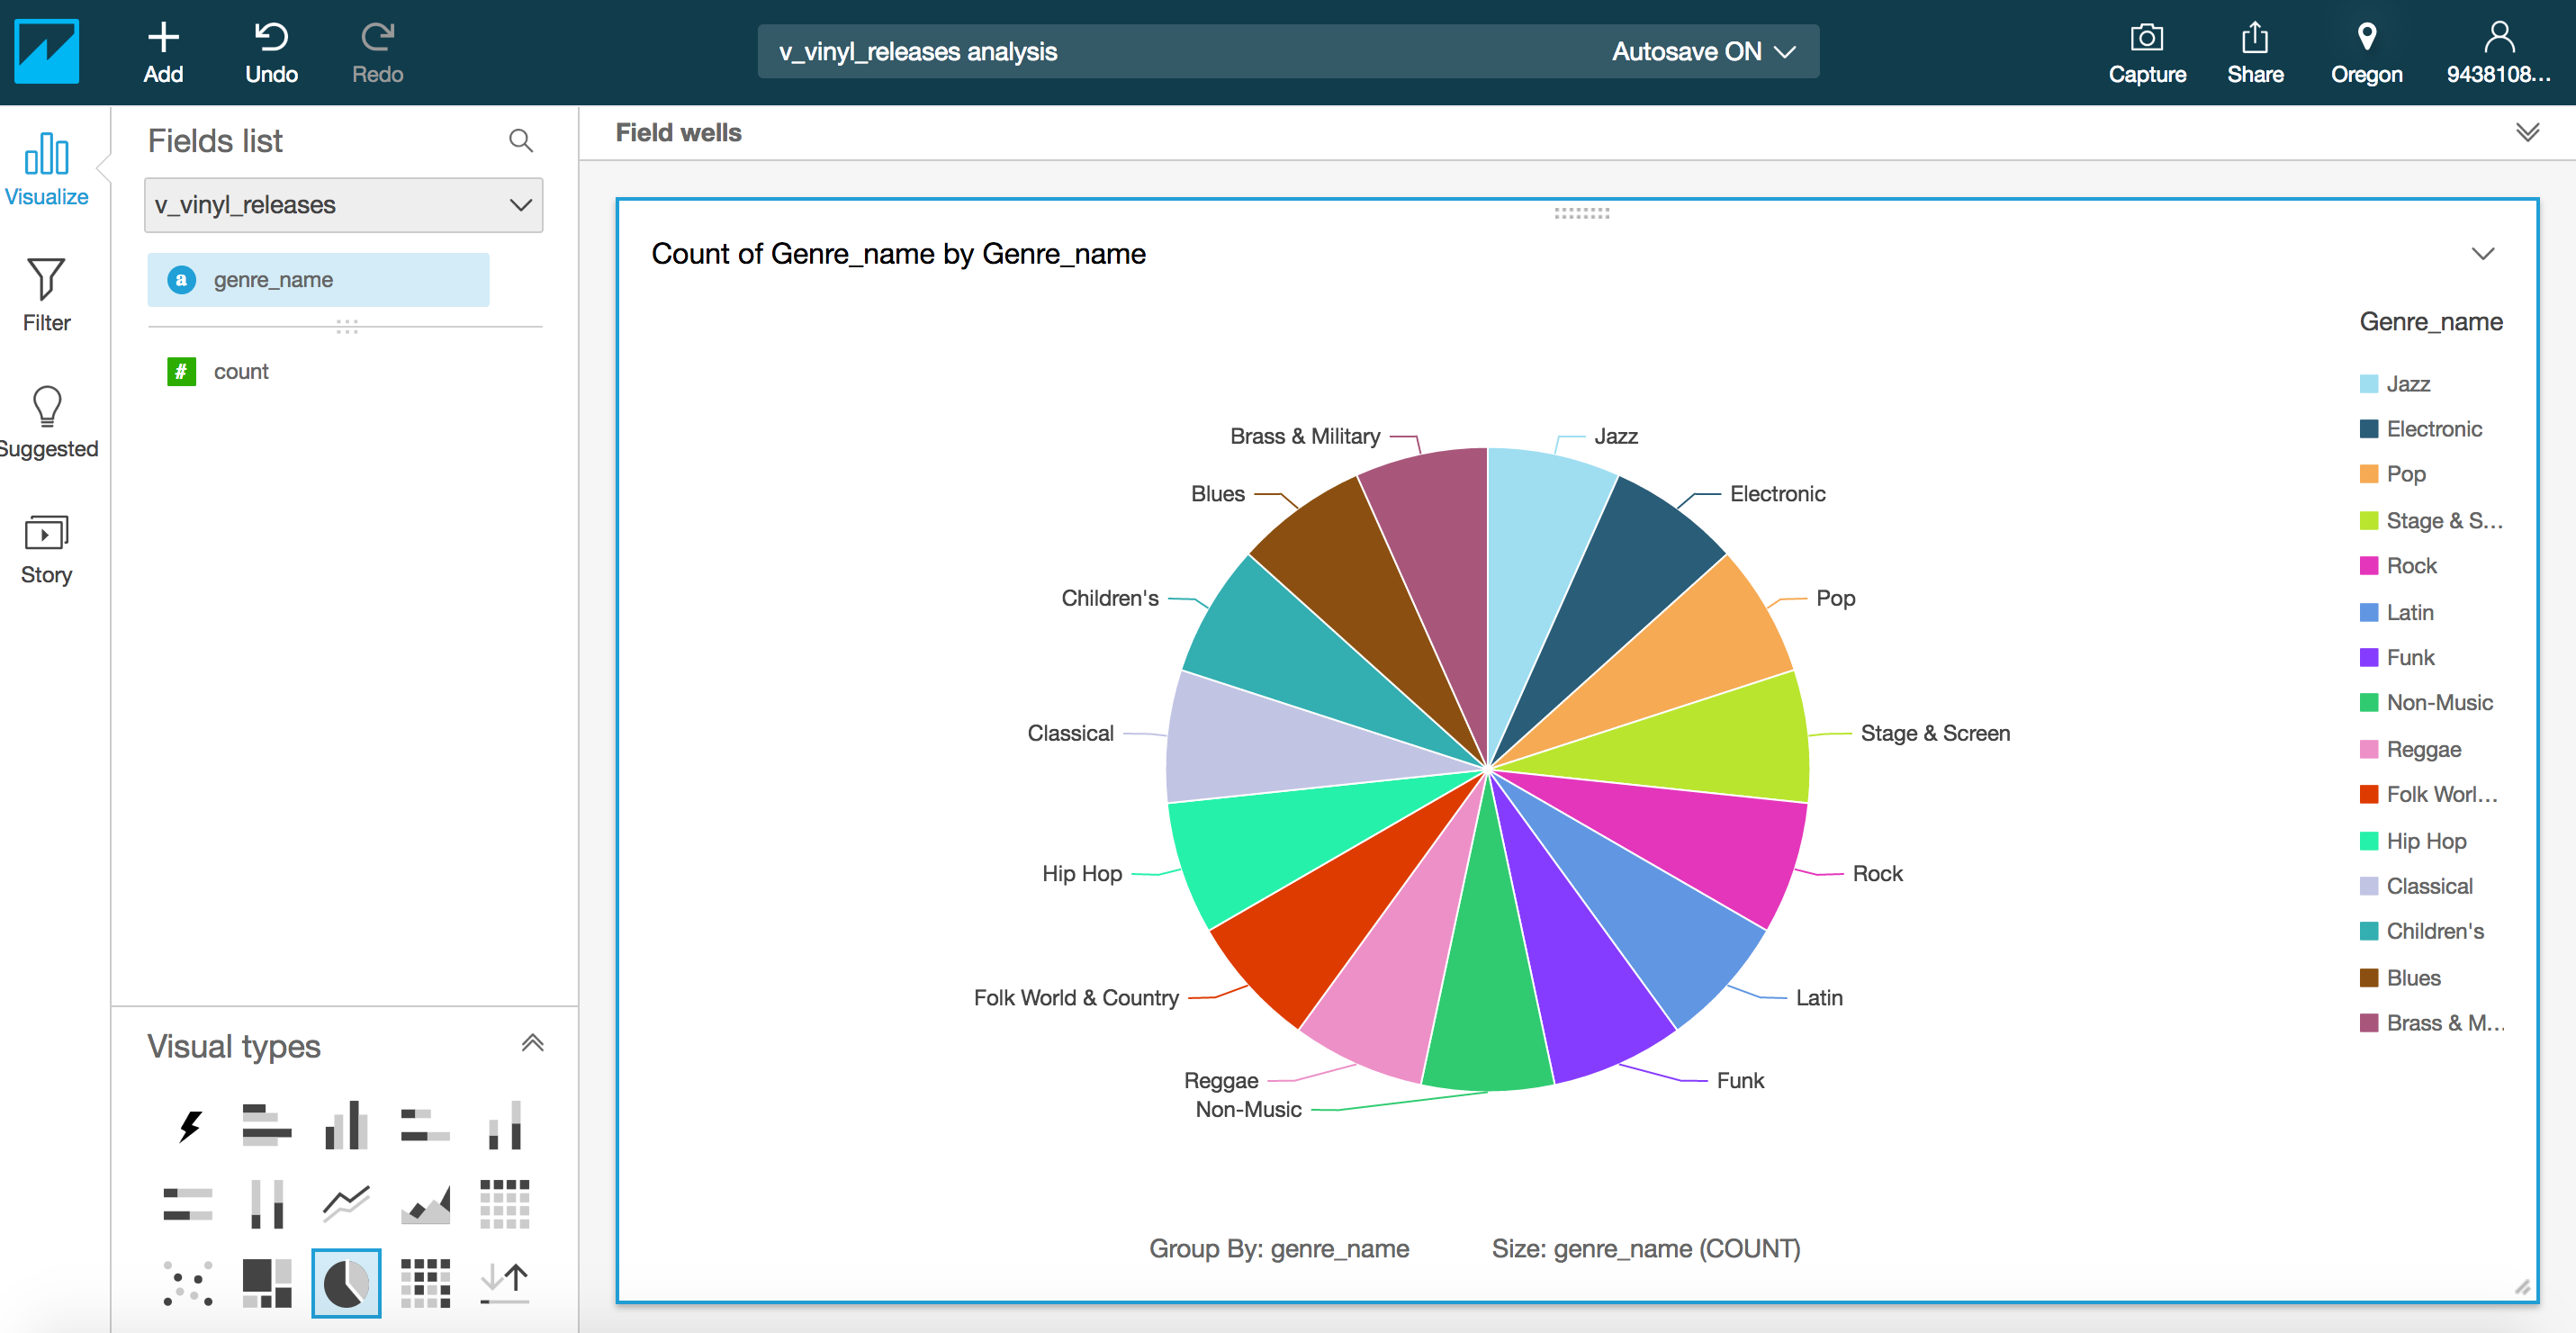 Add
Undo
Redo
v_vinyl_releases analysis
Autosave ON
Capture
Share
Oregon
9438108...
Visualize
Filter
Suggested
Story
Fields list
v_vinyl_releases
a genre_name
# count
Visual types
Field wells
Count of Genre_name by Genre_name
Brass & Military
Jazz
Blues
Electronic
Children's
Pop
Classical
Stage & Screen
Hip Hop
Rock
Folk World & Country
Latin
Reggae
Funk
Non-Music
Group By: genre_name
Size: genre_name (COUNT)
Genre_name
Jazz
Electronic
Pop
Stage & S...
Rock
Latin
Funk
Non-Music
Reggae
Folk Worl...
Hip Hop
Classical
Children's
Blues
Brass & M...